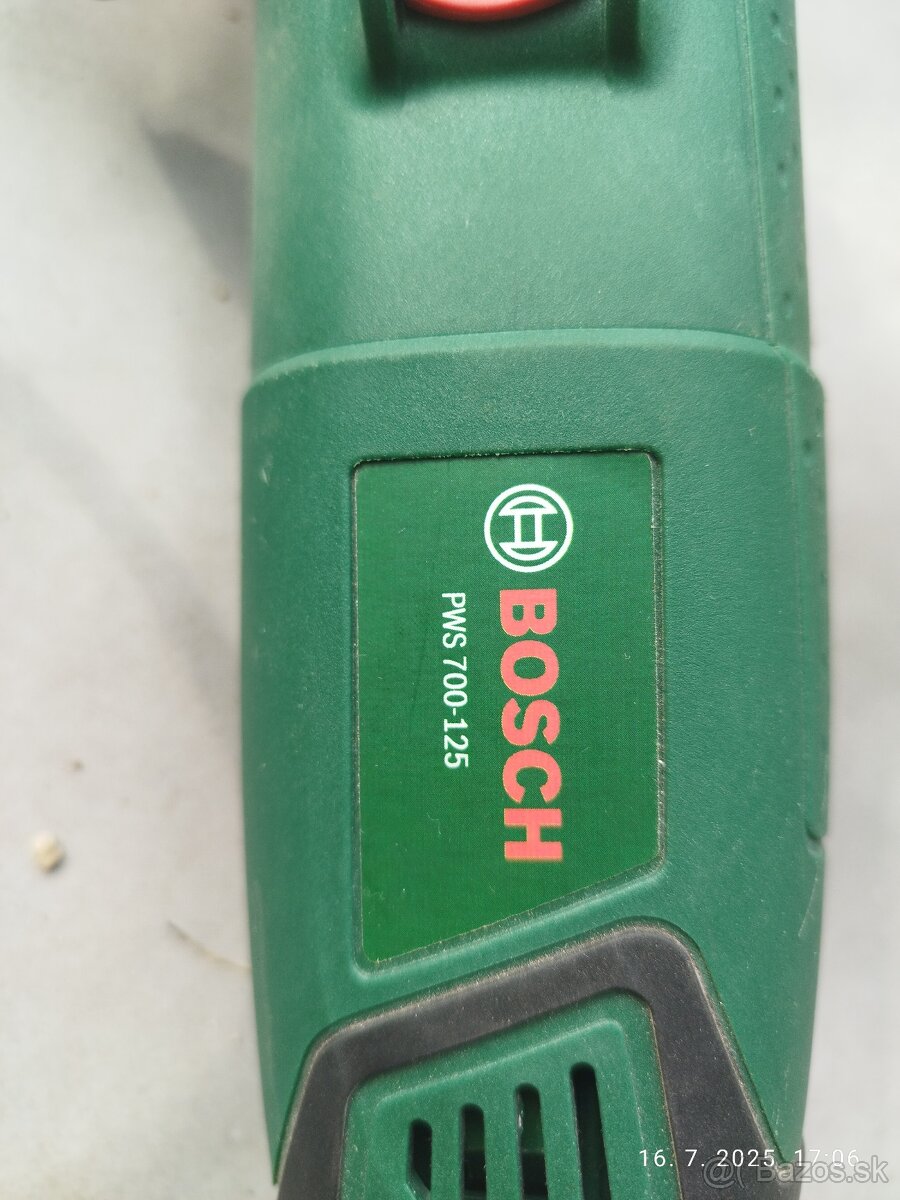 BOSCH
PWS 700-125
16. 7. 2025 17:06
@ Bazos.sk